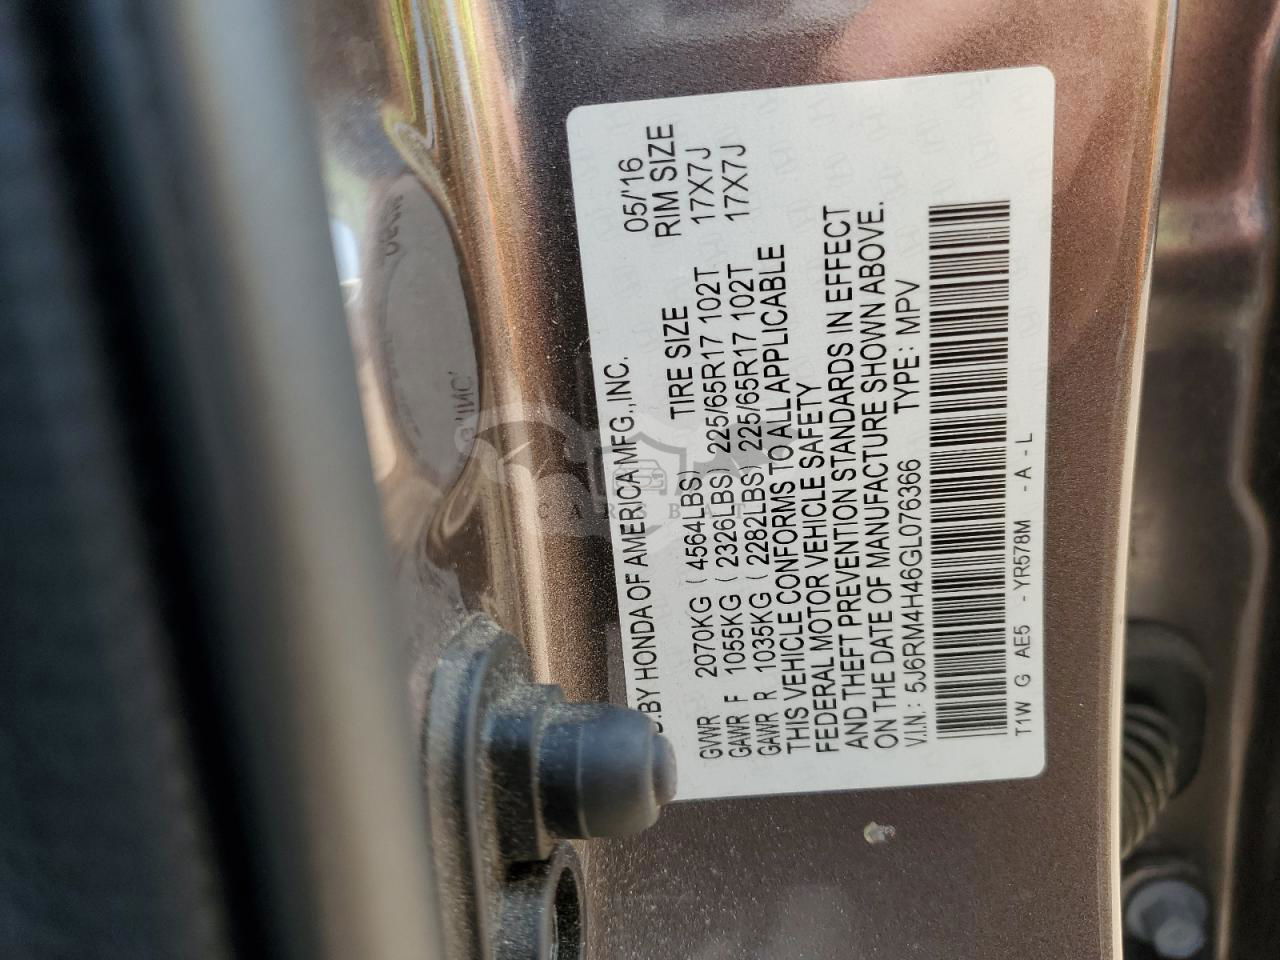 D.BY HONDA OF AMERICA MFG.,INC. 05/'16
TIRE SIZE RIM SIZE
GVWR 2070KG ( 4564LBS)
GAWR F 1055KG ( 2326LBS) 225/65R17 102T 17X7J
GAWR R 1035KG ( 2282LBS) 225/65R17 102T 17X7J
THIS VEHICLE CONFORMS TO ALL APPLICABLE
FEDERAL MOTOR VEHICLE SAFETY
AND THEFT PREVENTION STANDARDS IN EFFECT
ON THE DATE OF MANUFACTURE SHOWN ABOVE.
V.I.N.: 5J6RM4H46GL076366 TYPE: MPV
T1W G AE5 -YR578M -A-L
CARSBAT